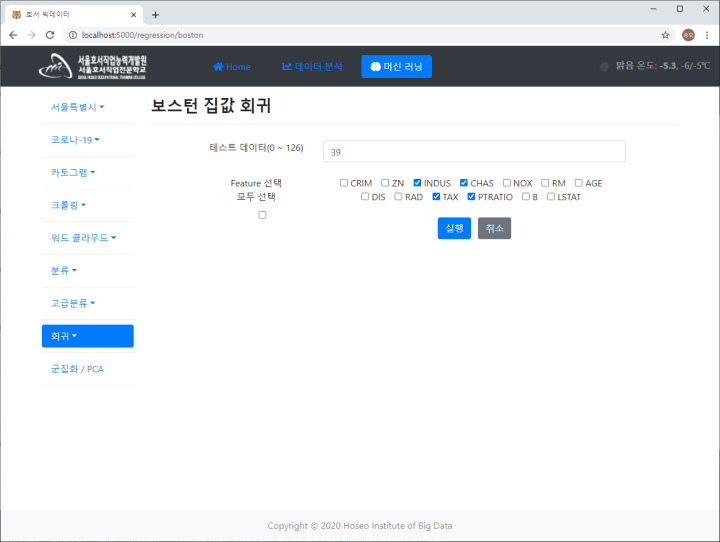 호서 빅데이터
localhost:5000/regression/boston
송모
서울호서직업능력개발원
서울호서직업전문학교
SEOUL HOSEO OCCUPATIONAL TRAINING COLLEGE
Home
데이터 분석
머신 러닝
맑음 온도: -5.3, -6/-5℃
서울특별시
코로나-19
카토그램
크롤링
워드 클라우드
분류
고급분류
회귀
군집화 / PCA
보스턴 집값 회귀
테스트 데이터(0 ~ 126)
39
Feature 선택
모두 선택
CRIM ZN INDUS CHAS NOX RM AGE
DIS RAD TAX PTRATIO B LSTAT
실행 취소
Copyright © 2020 Hoseo Institute of Big Data